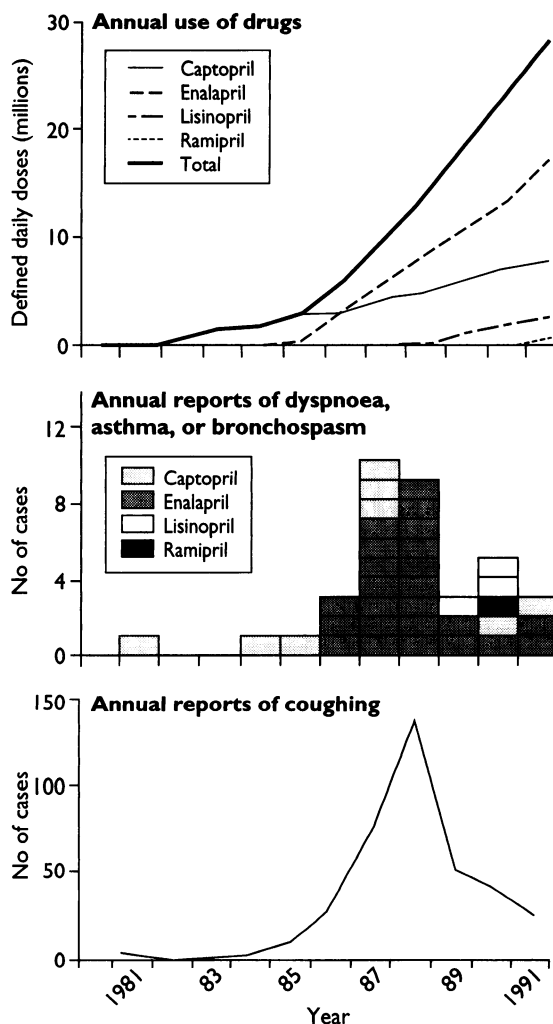 Annual use of drugs
30
20
10
0
Defined daily doses (millions)
Captopril
Enalapril
Lisinopril
Ramipril
Total
Annual reports of dyspnoea,
asthma, or bronchospasm
12
8
4
0
No of cases
Captopril
Enalapril
Lisinopril
Ramipril
Annual reports of coughing
150
100
50
0
No of cases
1981
83
85
87
89
1991
Year